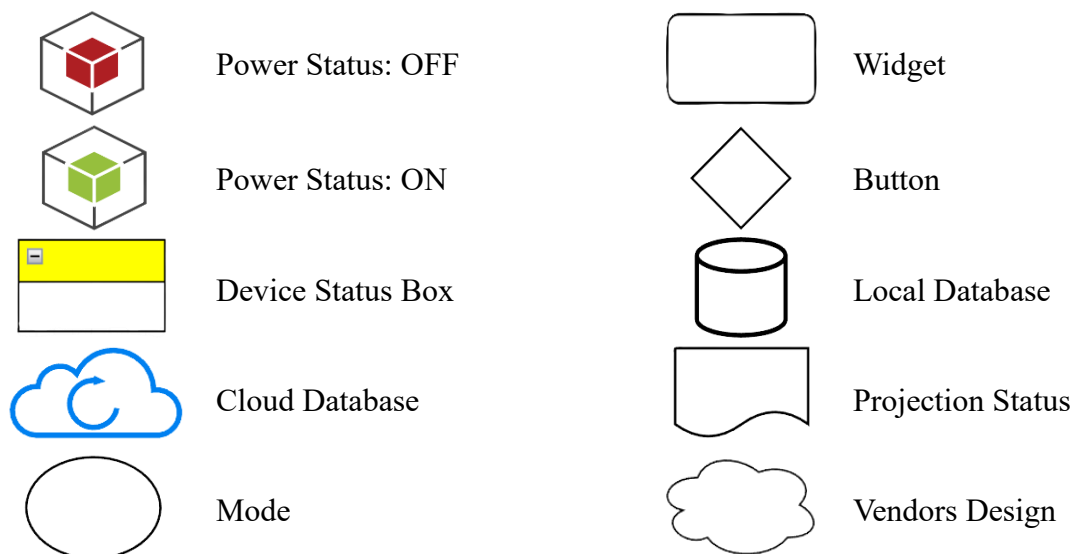 Power Status: OFF
Widget
Power Status: ON
Button
Device Status Box
Local Database
Cloud Database
Projection Status
Mode
Vendors Design